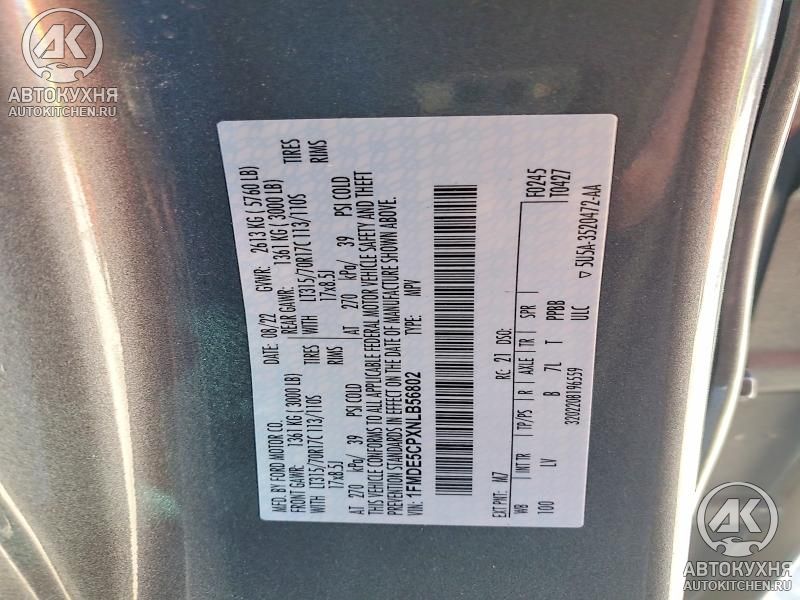 AK
АВТОКУХНЯ
AUTOKITCHEN.RU
MFD. BY FORD MOTOR CO.
DATE: 08/22 GVWR: 2613 KG ( 5760 LB)
FRONT GAWR: 1361 KG ( 3000 LB) REAR GAWR: 1361 KG ( 3000 LB)
WITH LT315/70R17C 113/110S TIRES WITH LT315/70R17C 113/110S TIRES
17x8.5J RIMS 17x8.5J RIMS
AT 270 kPa/ 39 PSI COLD AT 270 kPa/ 39 PSI COLD
THIS VEHICLE CONFORMS TO ALL APPLICABLE FEDERAL MOTOR VEHICLE SAFETY AND THEFT
PREVENTION STANDARDS IN EFFECT ON THE DATE OF MANUFACTURE SHOWN ABOVE.
VIN: 1FMDE5CPXNLB56802 TYPE: MPV
F0245
EXT PNT: M7 RC: 21 DSO: T0427
WB INTTR TP/PS R AXLE TR SPR
100 LV B 7L T PPBB
3202208196559 ULC
▽ 5U5A-3520472-AA
AK
АВТОКУХНЯ
AUTOKITCHEN.RU